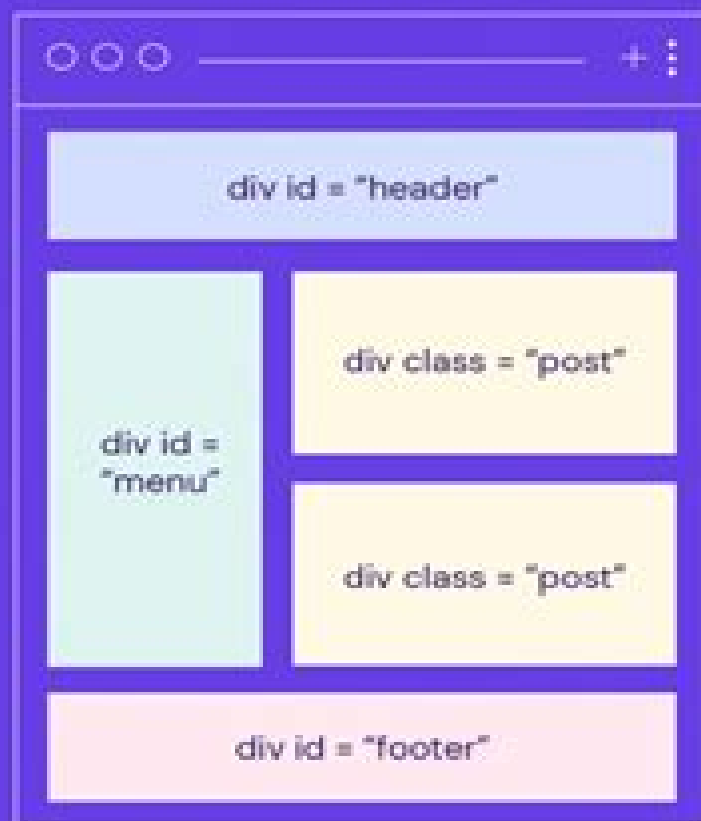 div id = “header”
div id =
“menu”
div class = “post”
div class = “post”
div id = “footer”